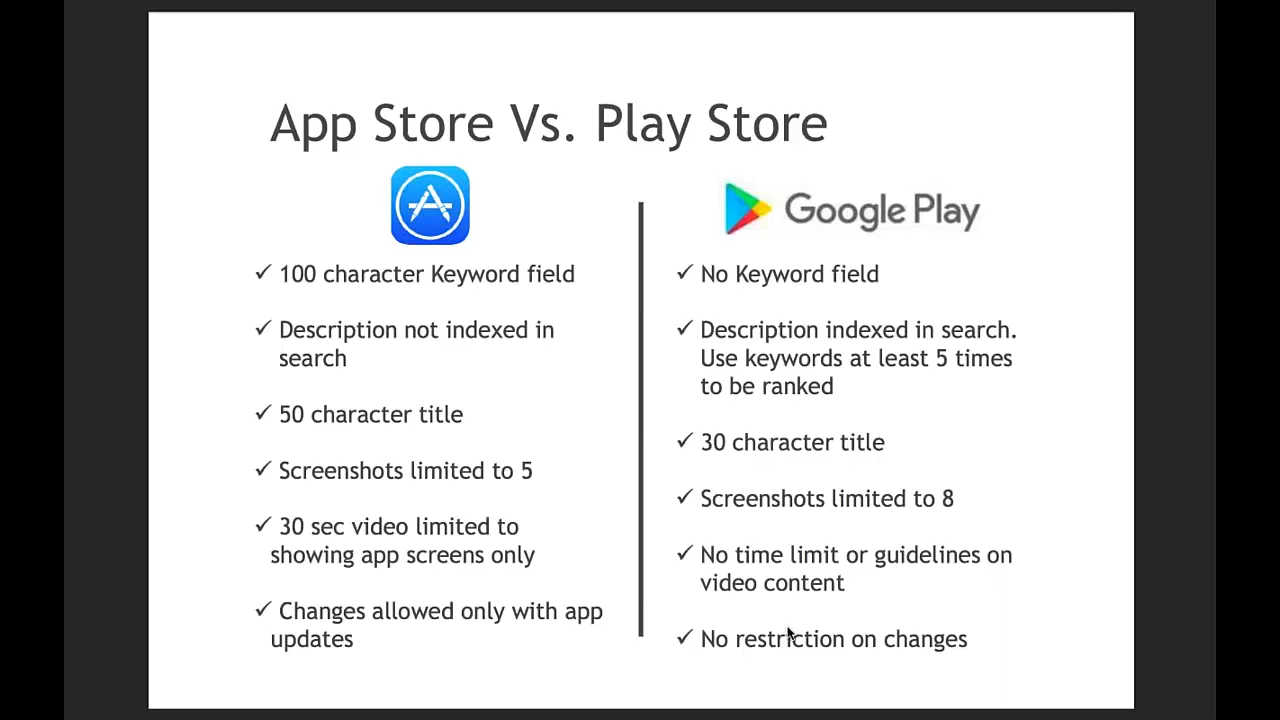 App Store Vs. Play Store
Google Play
✓ 100 character Keyword field
✓ Description not indexed in
search
✓ 50 character title
✓ Screenshots limited to 5
✓ 30 sec video limited to
showing app screens only
✓ Changes allowed only with app
updates
✓ No Keyword field
✓ Description indexed in search.
Use keywords at least 5 times
to be ranked
✓ 30 character title
✓ Screenshots limited to 8
✓ No time limit or guidelines on
video content
✓ No restriction on changes